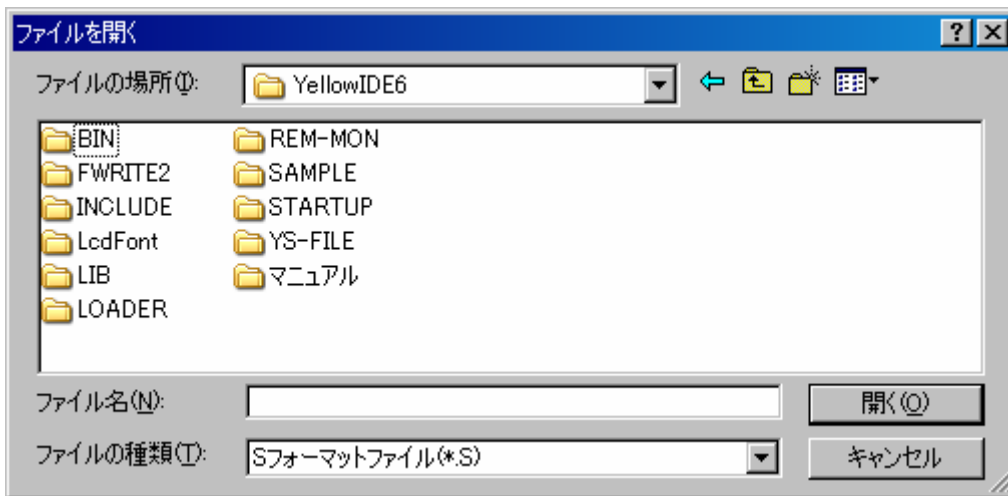 ファイルを開く
ファイルの場所(I):
YellowIDE6
BIN
FWRITE2
INCLUDE
LcdFont
LIB
LOADER
REM-MON
SAMPLE
STARTUP
YS-FILE
マニュアル
ファイル名(N):
開く(O)
ファイルの種類(T):
Sフォーマットファイル(*.S)
キャンセル